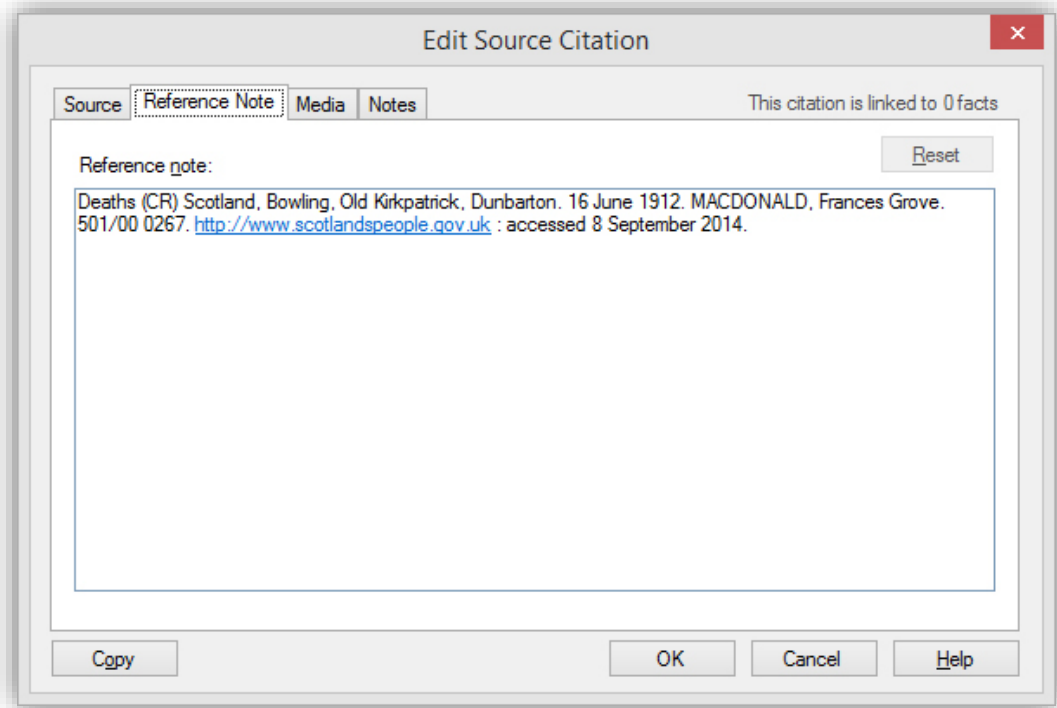 Edit Source Citation
Source Reference Note Media Notes This citation is linked to 0 facts
Reset
Reference note:
Deaths (CR) Scotland, Bowling, Old Kirkpatrick, Dunbarton. 16 June 1912. MACDONALD, Frances Grove.
501/00 0267. http://www.scotlandspeople.gov.uk : accessed 8 September 2014.
Copy OK Cancel Help